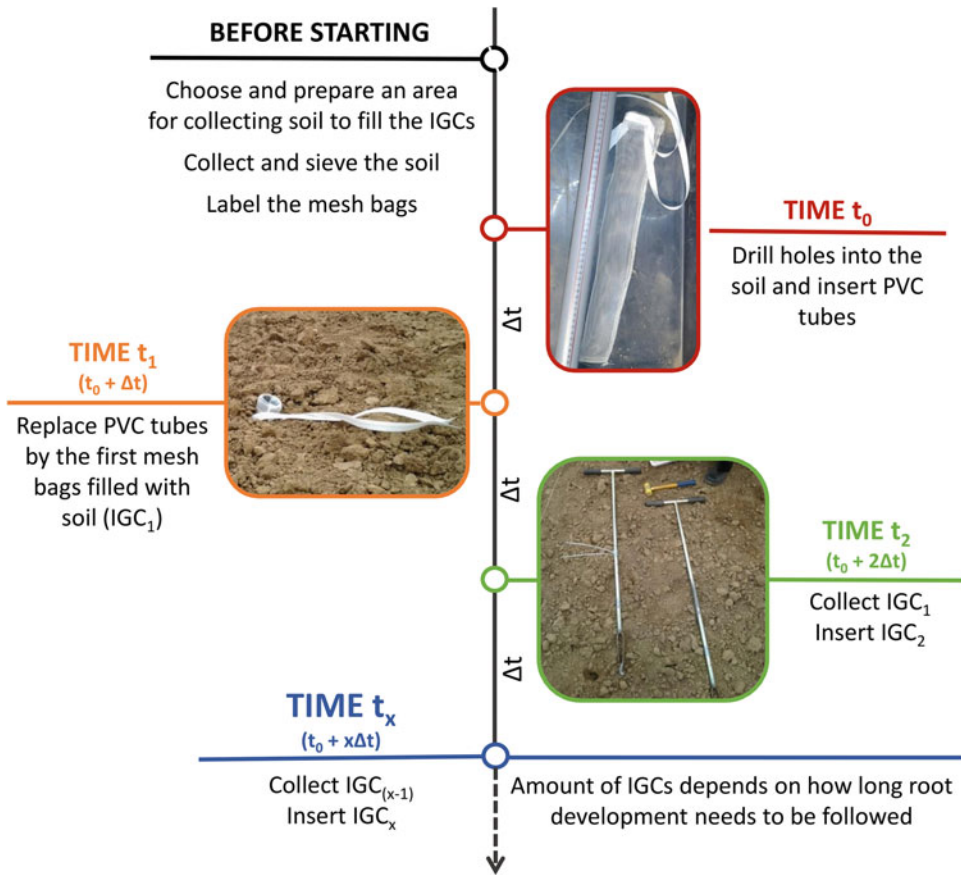 BEFORE STARTING
Choose and prepare an area
for collecting soil to fill the IGCs
Collect and sieve the soil
Label the mesh bags
TIME t₀
Drill holes into the
soil and insert PVC
tubes
Δt
TIME t₁
(t₀ + Δt)
Replace PVC tubes
by the first mesh
bags filled with
soil (IGC₁)
Δt
TIME t₂
(t₀ + 2Δt)
Collect IGC₁
Insert IGC₂
Δt
TIME tₓ
(t₀ + xΔt)
Collect IGC₍ₓ₋₁₎
Insert IGCₓ
Amount of IGCs depends on how long root
development needs to be followed